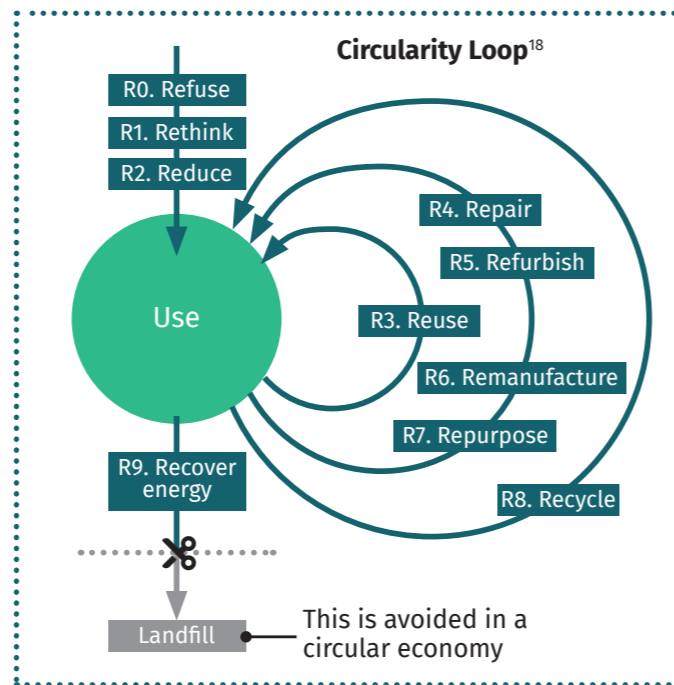 Circularity Loop18
R0. Refuse
R1. Rethink
R2. Reduce
Use
R3. Reuse
R4. Repair
R5. Refurbish
R6. Remanufacture
R7. Repurpose
R8. Recycle
R9. Recover
energy
Landfill
This is avoided in a
circular economy